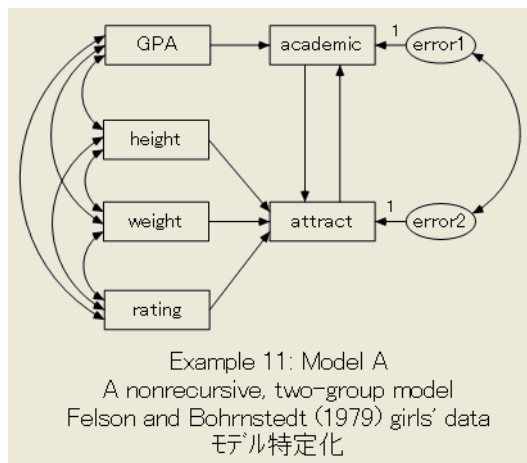 GPA
academic
1
error1
height
weight
attract
1
error2
rating
Example 11: Model A
A nonrecursive, two-group model
Felson and Bohrnstedt (1979) girls' data
モデル特定化